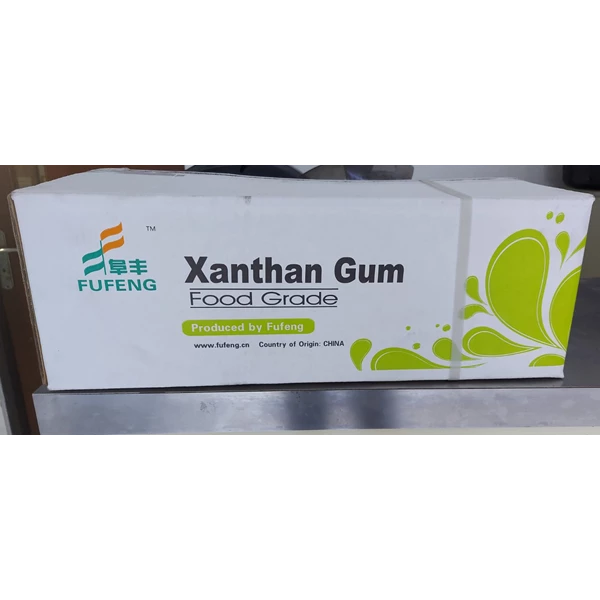 TM
阜丰
FUFENG
Xanthan Gum
Food Grade
Produced by Fufeng
www.fufeng.cn Country of Origin: CHINA